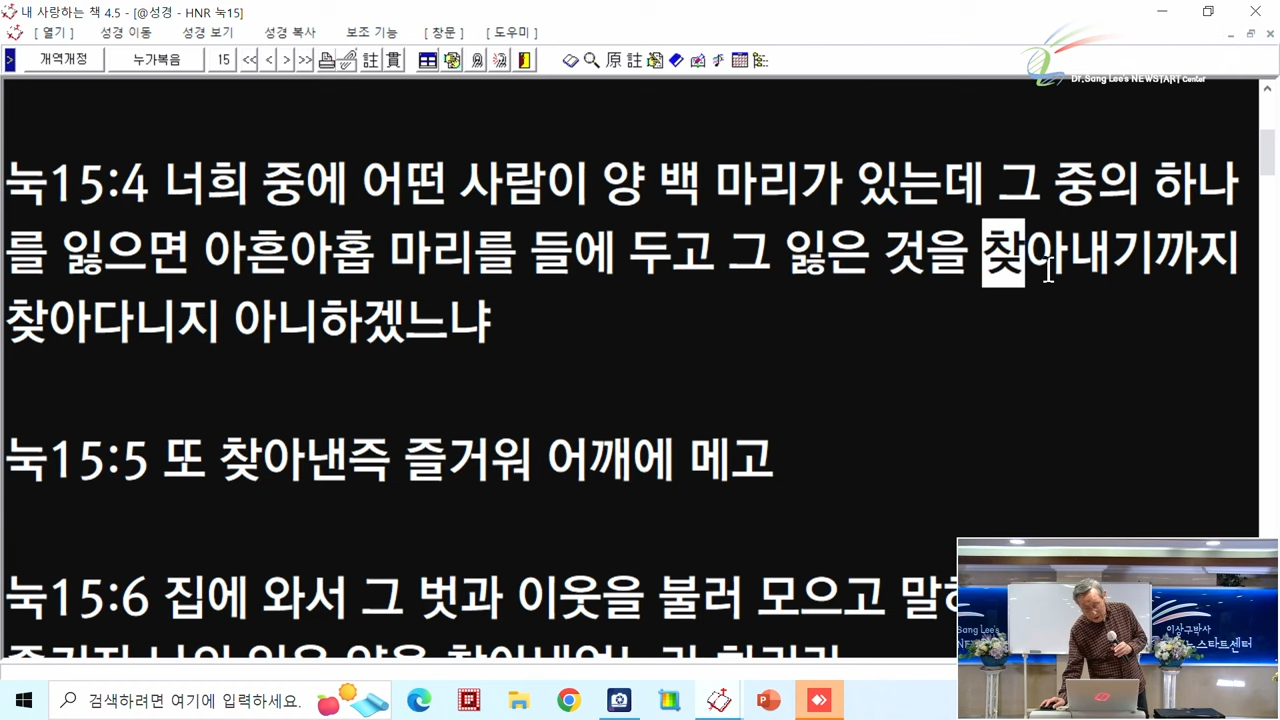 내 사랑하는 책 4.5 - [@성경 - HNR 눅15]
[ 열기 ] 성경 이동 성경 보기 성경 복사 보조 기능 [ 창문 ] [ 도우미 ]
> 개역개정 누가복음 15 << < > >> 註 貫 原 註
Dr.Sang Lee's NEWSTART Center
눅15:4 너희 중에 어떤 사람이 양 백 마리가 있는데 그 중의 하나
를 잃으면 아흔아홉 마리를 들에 두고 그 잃은 것을 찾아내기까지
찾아다니지 아니하겠느냐
눅15:5 또 찾아낸즉 즐거워 어깨에 메고
눅15:6 집에 와서 그 벗과 이웃을 불러 모으고
Sang Lee's
이상구박사
스타트센터
검색하려면 여기에 입력하세요.